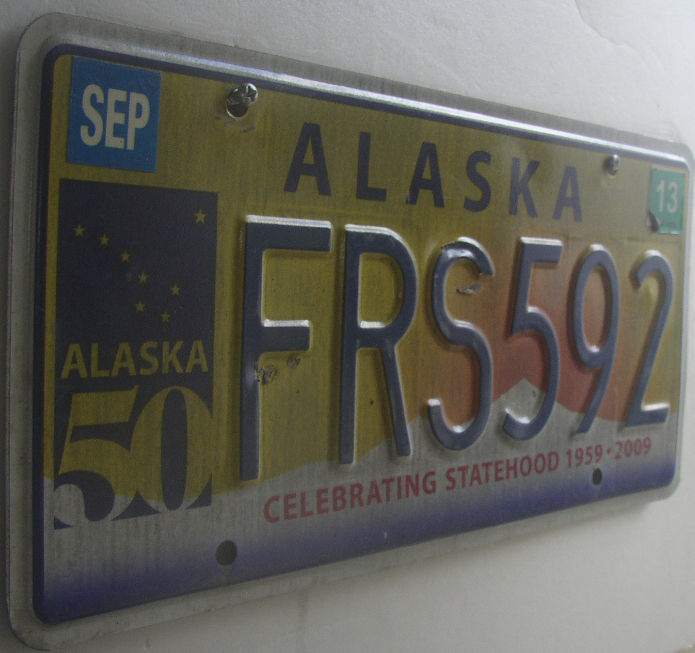 SEP
ALASKA
13
FRS592
ALASKA
50
CELEBRATING STATEHOOD 1959•2009